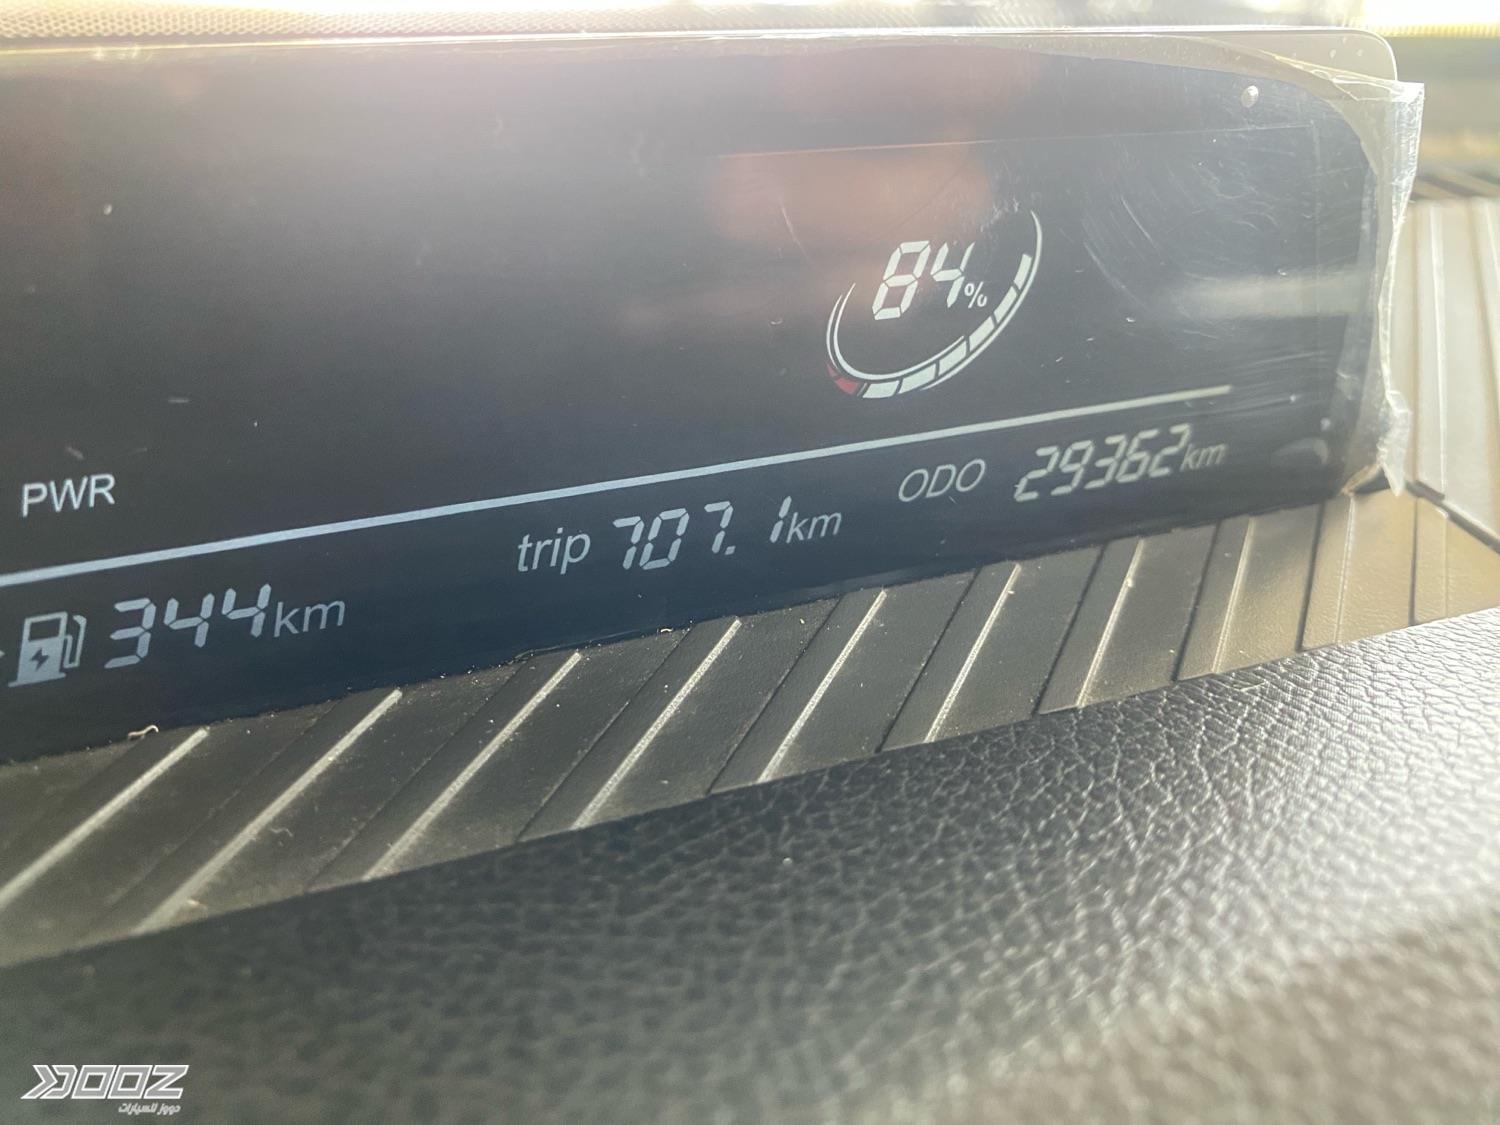 84%
PWR
ODO 29362km
trip 707.1km
344km
DOOZ
دووز للسيارات